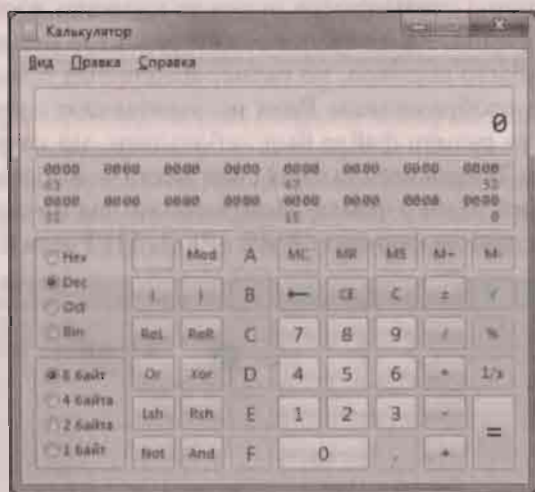 Калькулятор
Вид Правка Справка
0
0000 0000 0000 0000 0000 0000 0000 0000
63 47 32
0000 0000 0000 0000 0000 0000 0000 0000
31 15 0
Hex Mod A MC MR MS M+ M-
Dec ( ) B ← CE C ± √
Oct
Bin RoL RoR C 7 8 9 / %
8 байт Or Xor D 4 5 6 * 1/x
4 байта
2 байта Lsh Rsh E 1 2 3 - =
1 байт Not And F 0 , +